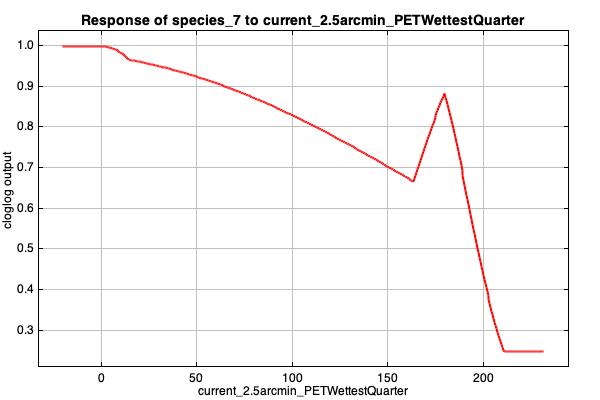 Response of species_7 to current_2.5arcmin_PETWettestQuarter
1.0
0.9
0.8
0.7
0.6
0.5
0.4
0.3
cloglog output
0 50 100 150 200
current_2.5arcmin_PETWettestQuarter